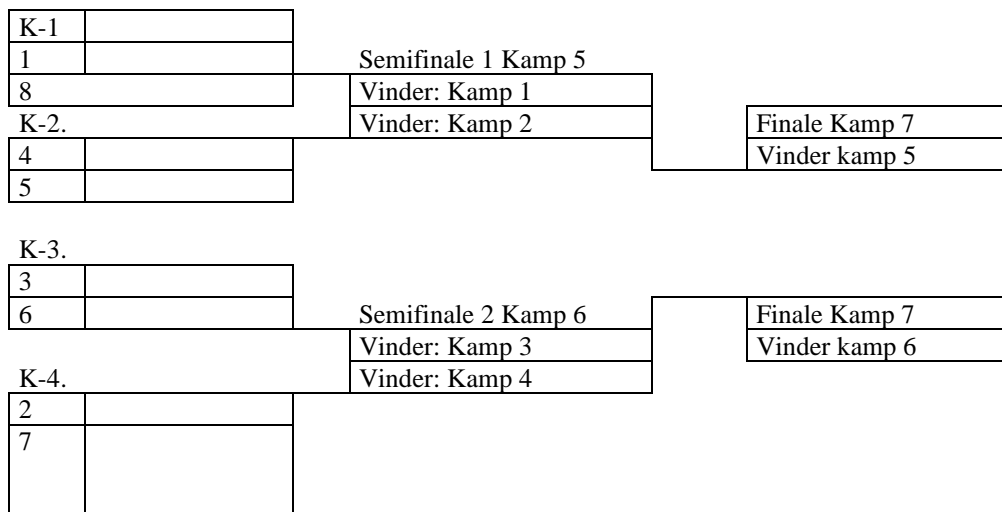 K-1
1 Semifinale 1 Kamp 5
8 Vinder: Kamp 1
K-2. Vinder: Kamp 2 Finale Kamp 7
4 Vinder kamp 5
5
K-3.
3
6 Semifinale 2 Kamp 6 Finale Kamp 7
Vinder: Kamp 3 Vinder kamp 6
K-4. Vinder: Kamp 4
2
7